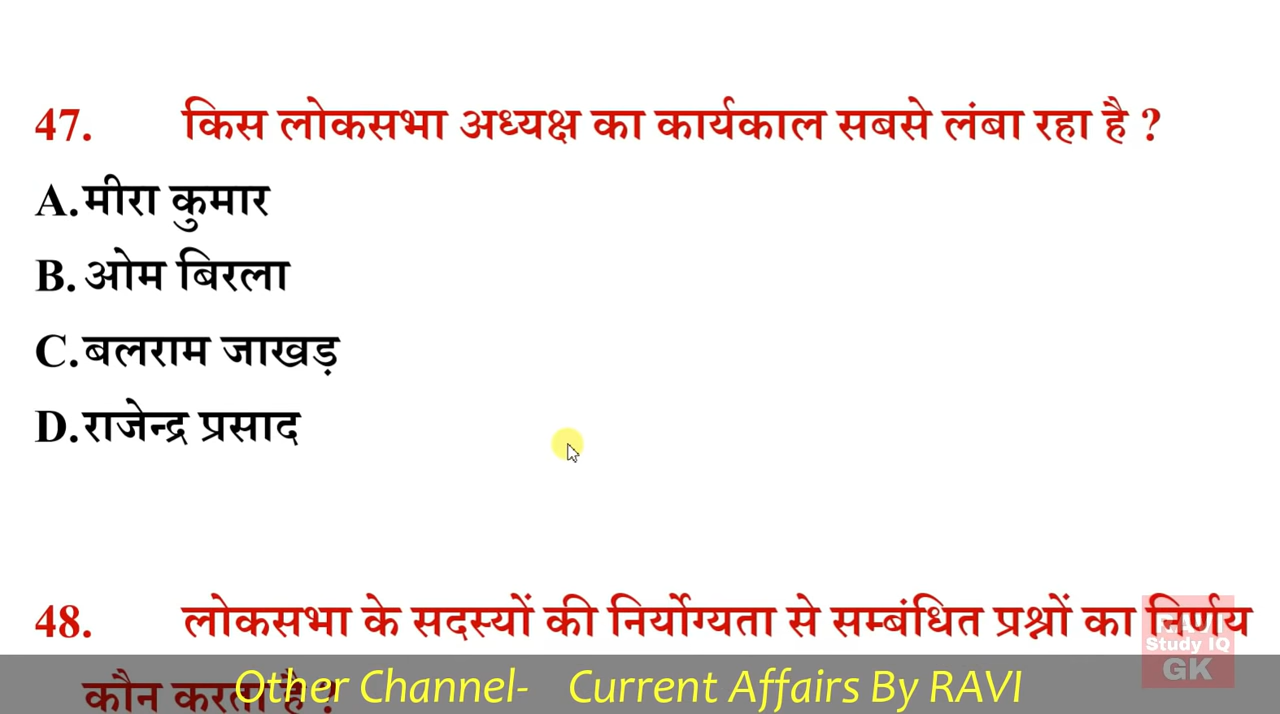 47. किस लोकसभा अध्यक्ष का कार्यकाल सबसे लंबा रहा है ?
A. मीरा कुमार
B. ओम बिरला
C. बलराम जाखड़
D. राजेन्द्र प्रसाद
48. लोकसभा के सदस्यों की निर्योग्यता से सम्बंधित प्रश्नों का निर्णय
कौन करता है ?
Other Channel- Current Affairs By RAVI
RAVI
Study IQ
GK